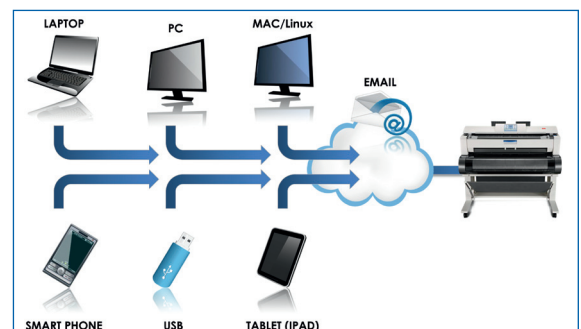 LAPTOP
PC
MAC/Linux
EMAIL
@
SMART PHONE
USB
TABLET (IPAD)